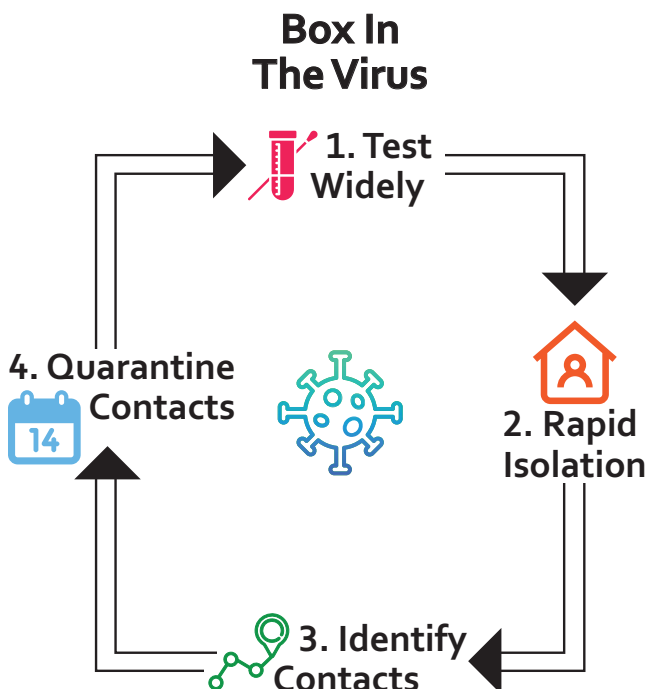 Box In
The Virus
1. Test
Widely
2. Rapid
Isolation
3. Identify
Contacts
4. Quarantine
Contacts
14